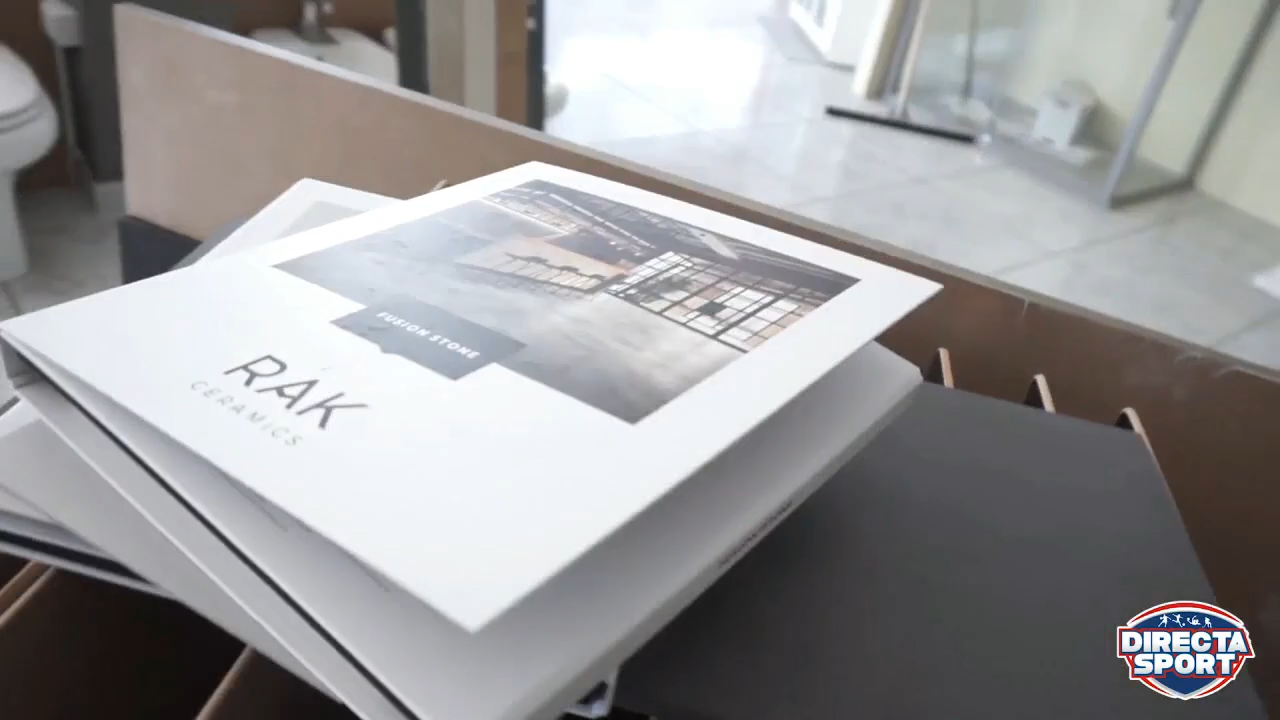 FUSION STONE
RAK
CERAMICS
DIRECTA
SPORT